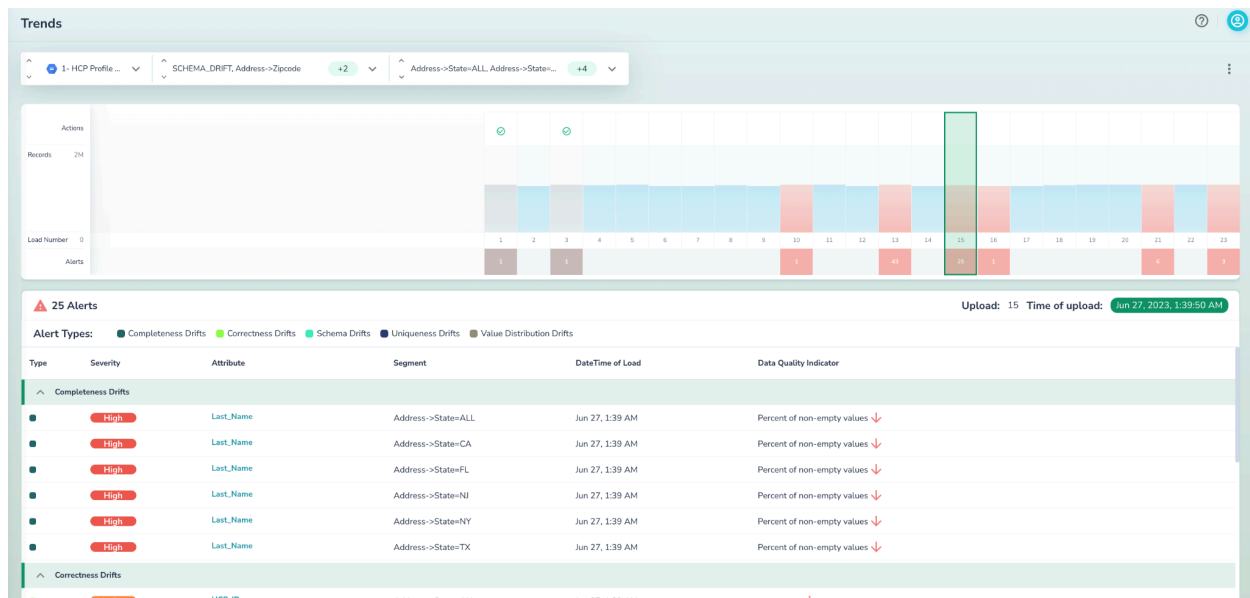 Trends
1- HCP Profile ... SCHEMA_DRIFT, Address->Zipcode +2 Address->State=ALL, Address->State=... +4
Actions
Records 2M
Load Number 0 1 2 3 4 5 6 7 8 9 10 11 12 13 14 15 16 17 18 19 20 21 22 23
Alerts 1 1 1 43 25 1 3
25 Alerts Upload: 15 Time of upload: Jun 27, 2023, 1:39:50 AM
Alert Types: Completeness Drifts Correctness Drifts Schema Drifts Uniqueness Drifts Value Distribution Drifts
Type Severity Attribute Segment DateTime of Load Data Quality Indicator
Completeness Drifts
High Last_Name Address->State=ALL Jun 27, 1:39 AM Percent of non-empty values
High Last_Name Address->State=CA Jun 27, 1:39 AM Percent of non-empty values
High Last_Name Address->State=FL Jun 27, 1:39 AM Percent of non-empty values
High Last_Name Address->State=NJ Jun 27, 1:39 AM Percent of non-empty values
High Last_Name Address->State=NY Jun 27, 1:39 AM Percent of non-empty values
High Last_Name Address->State=TX Jun 27, 1:39 AM Percent of non-empty values
Correctness Drifts